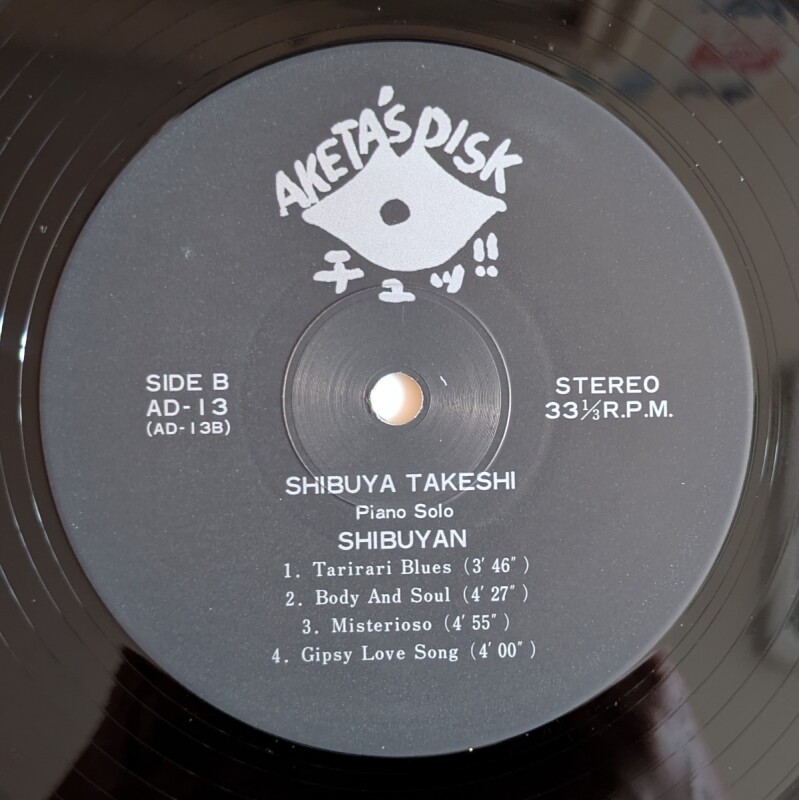 AKETA'S DISK
チュッ!!
SIDE B
AD-13
(AD-13B)
STEREO
33⅓R.P.M.
SHIBUYA TAKESHI
Piano Solo
SHIBUYAN
1. Tarirari Blues (3′46″)
2. Body And Soul (4′27″)
3. Misterioso (4′55″)
4. Gipsy Love Song (4′00″)